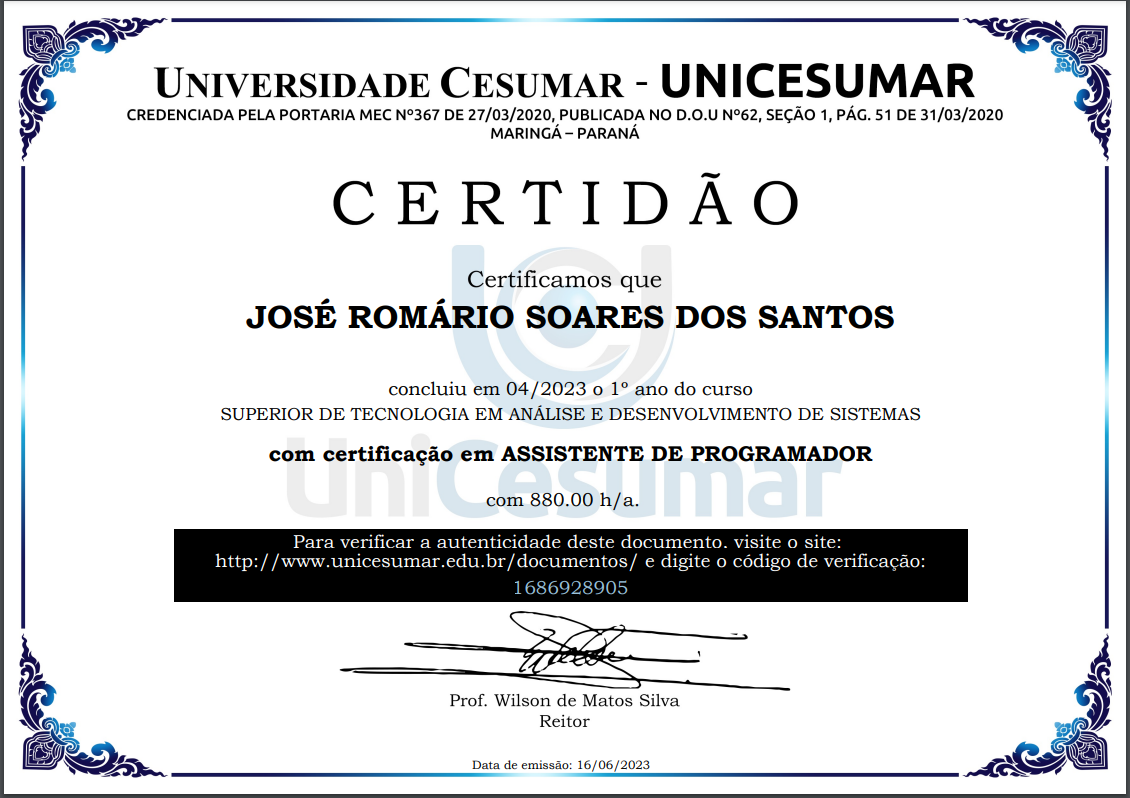 UNIVERSIDADE CESUMAR - UNICESUMAR
CREDENCIADA PELA PORTARIA MEC Nº367 DE 27/03/2020, PUBLICADA NO D.O.U Nº62, SEÇÃO 1, PÁG. 51 DE 31/03/2020
MARINGÁ – PARANÁ
CERTIDÃO
Certificamos que
JOSÉ ROMÁRIO SOARES DOS SANTOS
concluiu em 04/2023 o 1º ano do curso
SUPERIOR DE TECNOLOGIA EM ANÁLISE E DESENVOLVIMENTO DE SISTEMAS
com certificação em ASSISTENTE DE PROGRAMADOR
UniCesumar
com 880.00 h/a.
Para verificar a autenticidade deste documento. visite o site:
http://www.unicesumar.edu.br/documentos/ e digite o código de verificação:
1686928905
Prof. Wilson de Matos Silva
Reitor
Data de emissão: 16/06/2023